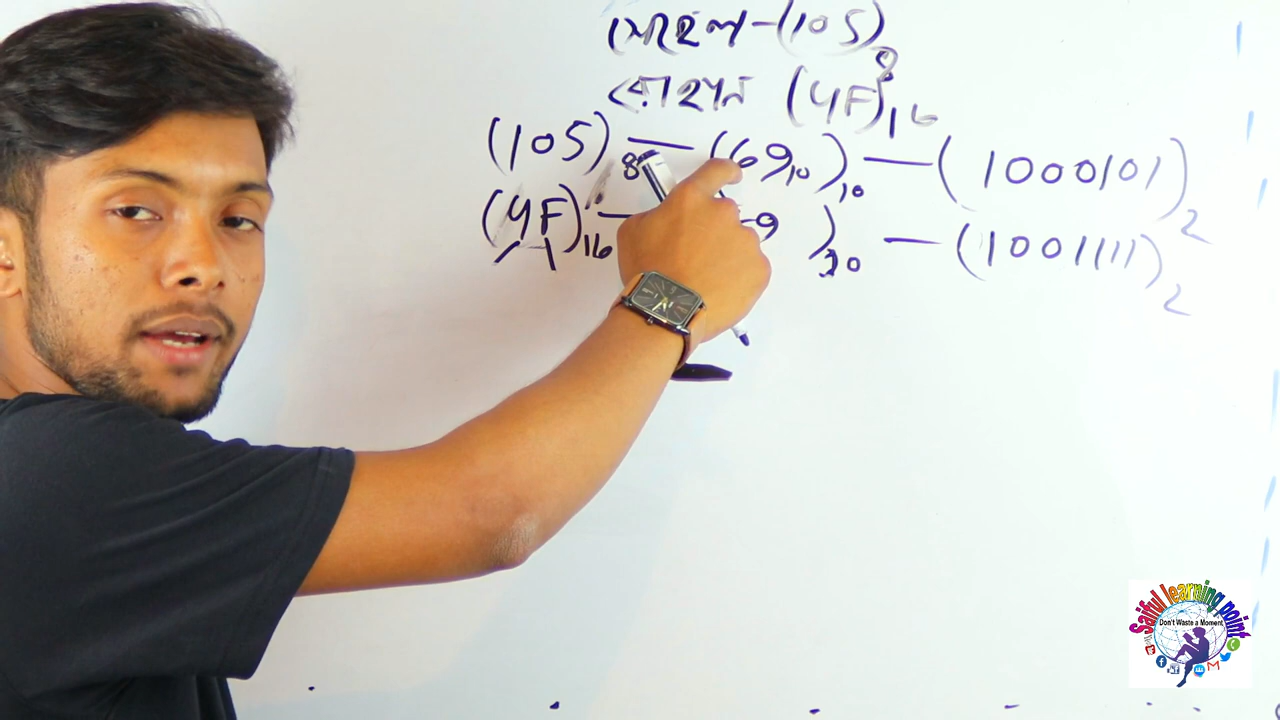 সোহেল-(105)8
রোহান (4F)16
(105)8 — (6910)10 — (1000101)2
(4F)16 — 9 )10 — (1001111)2
Saiful learning point
Don't Waste a Moment